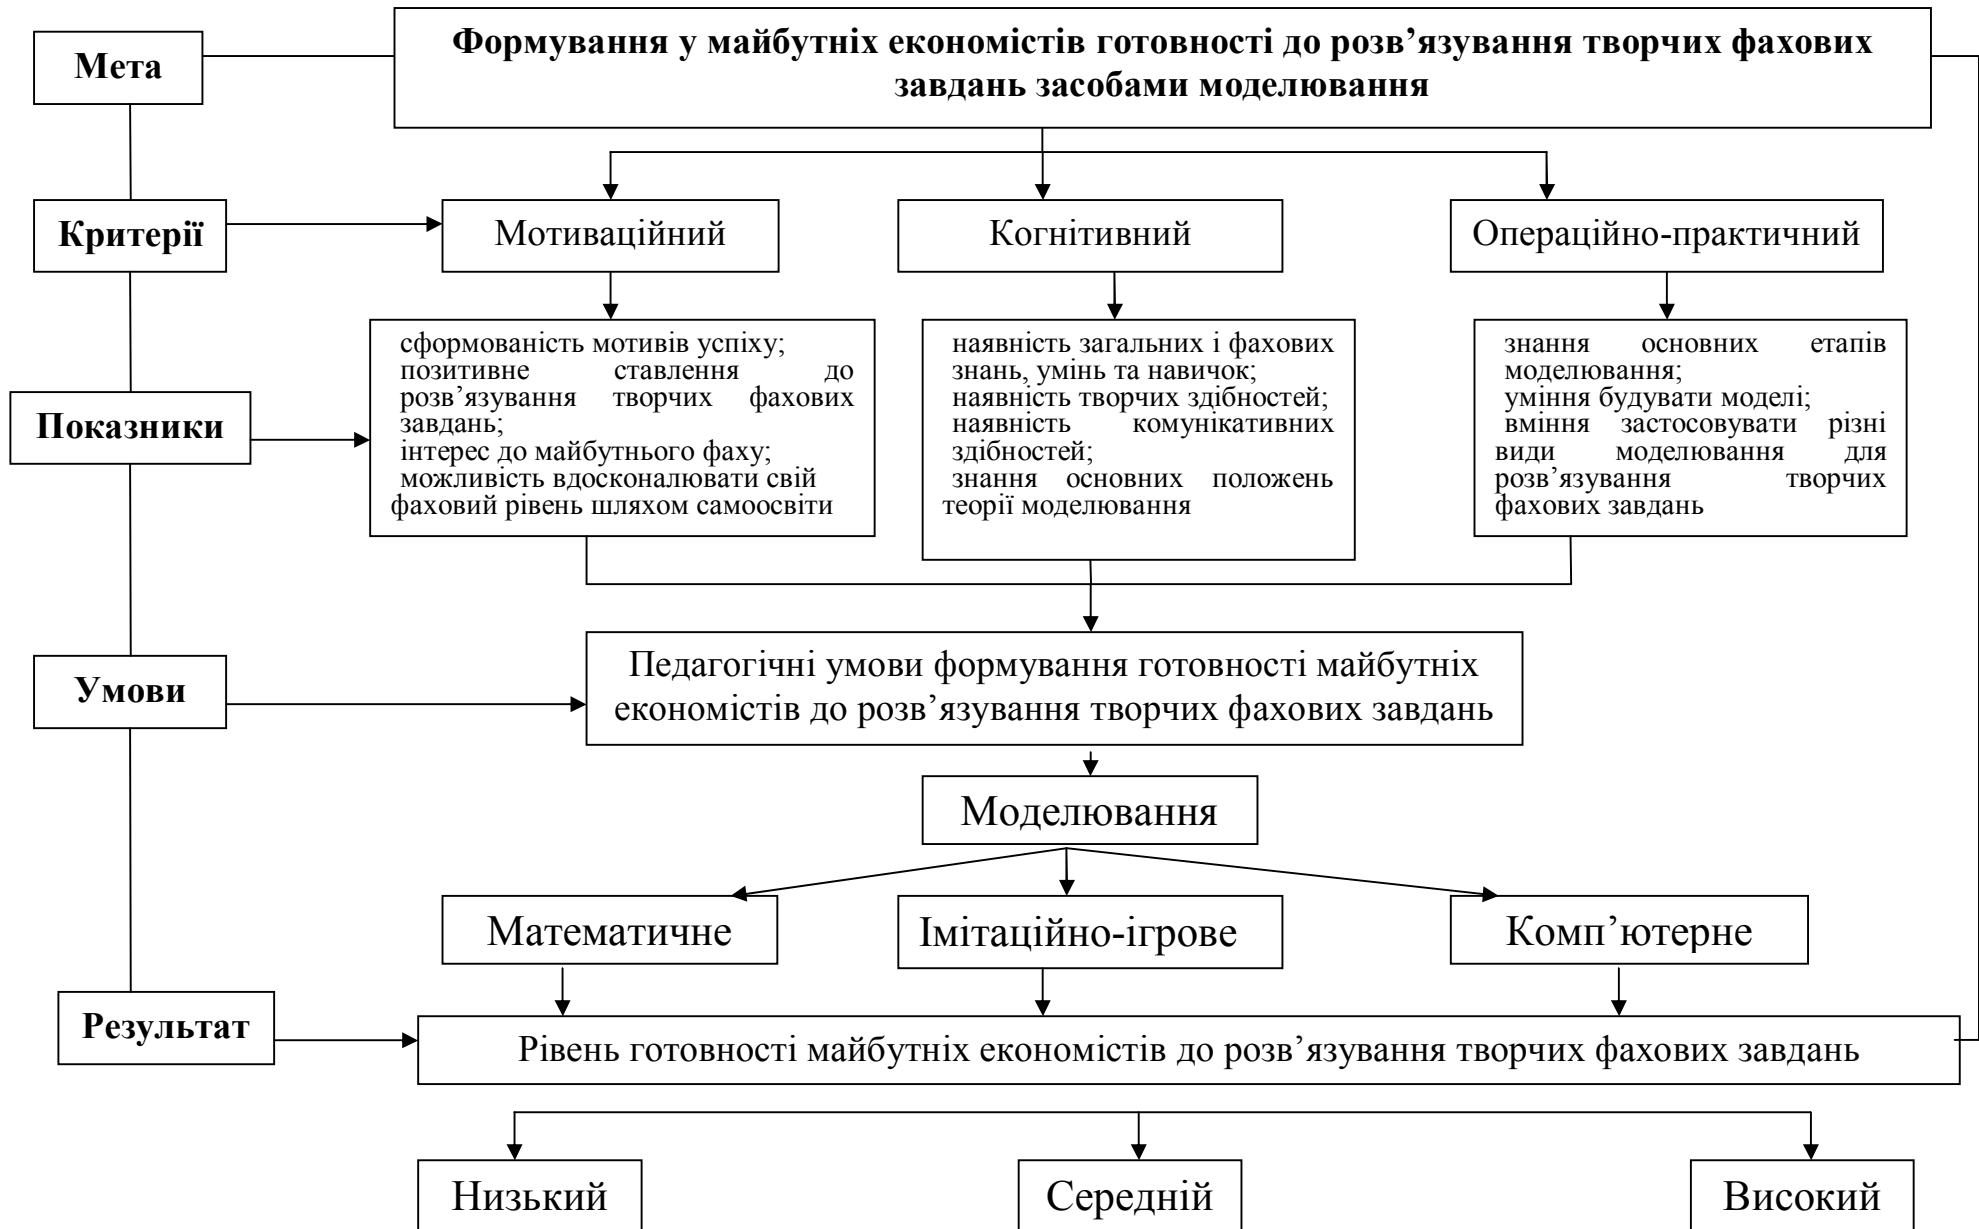 Мета
Формування у майбутніх економістів готовності до розв’язування творчих фахових
завдань засобами моделювання
Критерії
Мотиваційний
Когнітивний
Операційно-практичний
Показники
сформованість мотивів успіху;
позитивне ставлення до
розв’язування творчих фахових
завдань;
інтерес до майбутнього фаху;
можливість вдосконалювати свій
фаховий рівень шляхом самоосвіти
наявність загальних і фахових
знань, умінь та навичок;
наявність творчих здібностей;
наявність комунікативних
здібностей;
знання основних положень
теорії моделювання
знання основних етапів
моделювання;
уміння будувати моделі;
вміння застосовувати різні
види моделювання для
розв’язування творчих
фахових завдань
Умови
Педагогічні умови формування готовності майбутніх
економістів до розв’язування творчих фахових завдань
Моделювання
Математичне
Імітаційно-ігрове
Комп’ютерне
Результат
Рівень готовності майбутніх економістів до розв’язування творчих фахових завдань
Низький
Середній
Високий